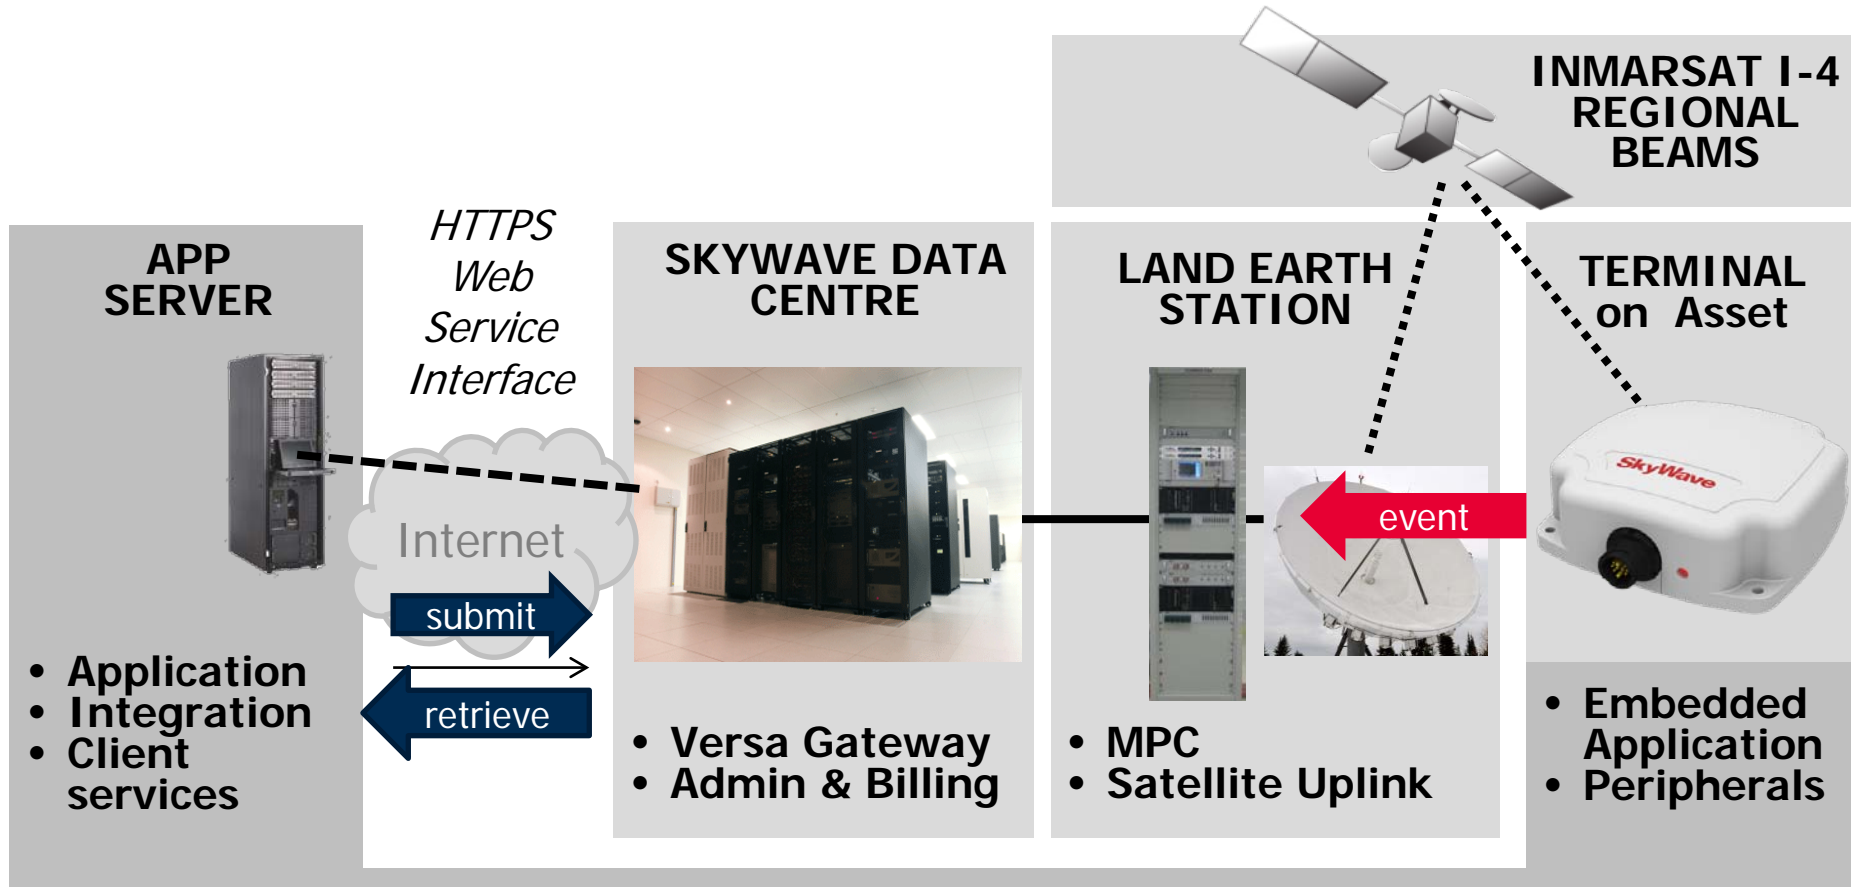 INMARSAT I-4
REGIONAL
BEAMS
APP
SERVER
HTTPS
Web
Service
Interface
SKYWAVE DATA
CENTRE
LAND EARTH
STATION
TERMINAL
on Asset
SkyWave
Internet
event
submit
retrieve
• Application
• Integration
• Client
services
• Versa Gateway
• Admin & Billing
• MPC
• Satellite Uplink
• Embedded
Application
• Peripherals